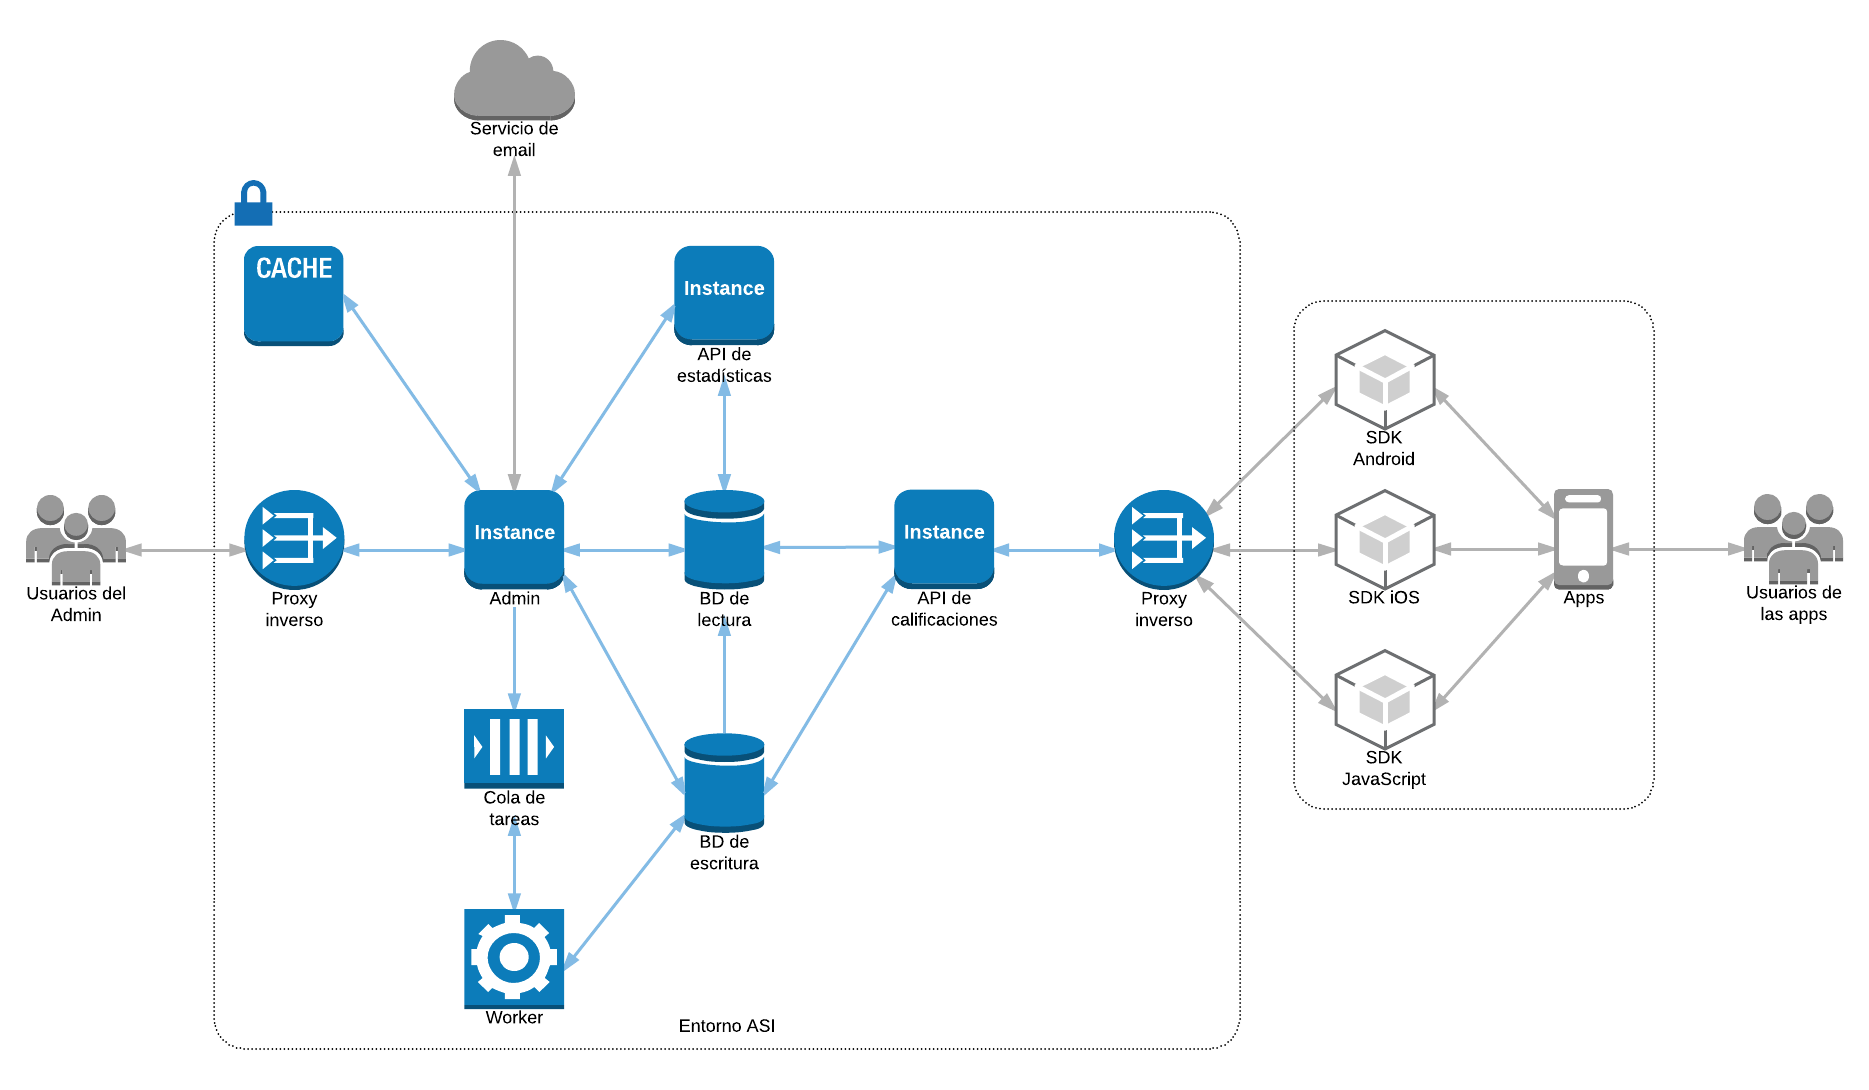 Servicio de
email
CACHE
Instance
API de
estadísticas
Usuarios del
Admin
Proxy
inverso
Instance
Admin
BD de
lectura
Instance
API de
calificaciones
Proxy
inverso
SDK
Android
SDK iOS
SDK
JavaScript
Apps
Usuarios de
las apps
Cola de
tareas
BD de
escritura
Worker
Entorno ASI